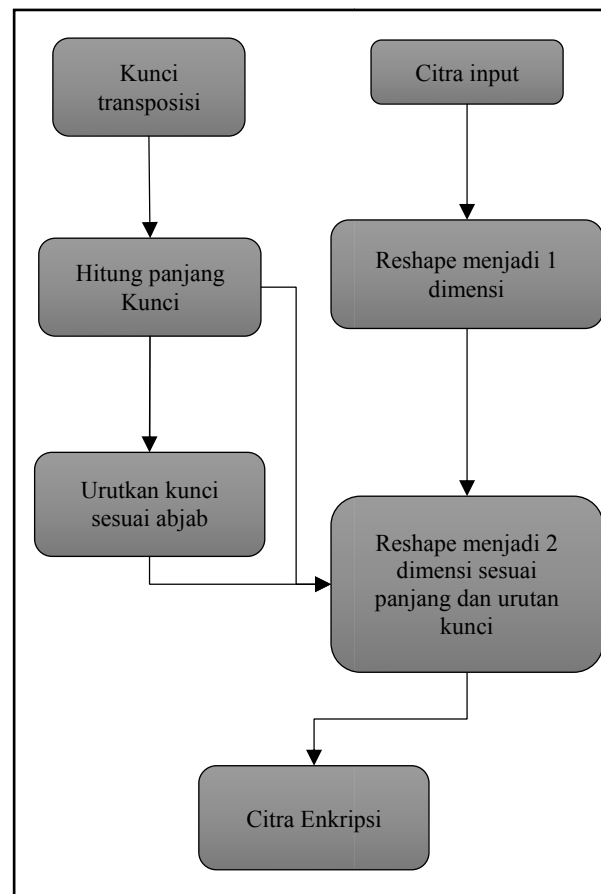 Kunci
transposisi
Citra input
Hitung panjang
Kunci
Reshape menjadi 1
dimensi
Urutkan kunci
sesuai abjab
Reshape menjadi 2
dimensi sesuai
panjang dan urutan
kunci
Citra Enkripsi